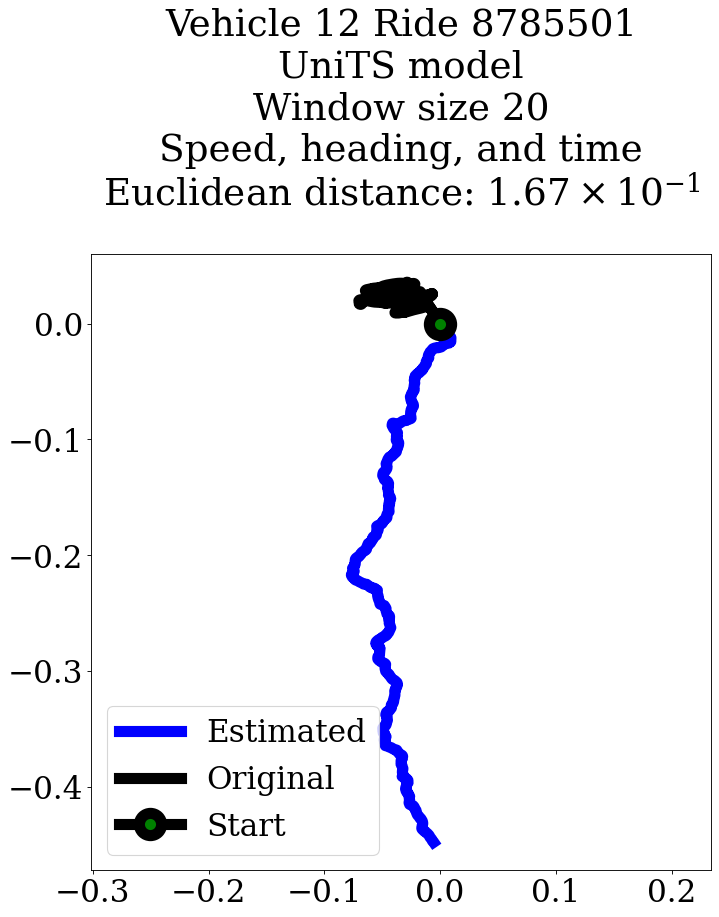 Vehicle 12 Ride 8785501
UniTS model
Window size 20
Speed, heading, and time
Euclidean distance: 1.67 × 10⁻¹
0.0
−0.1
−0.2
−0.3
−0.4
Estimated
Original
Start
−0.3 −0.2 −0.1 0.0 0.1 0.2